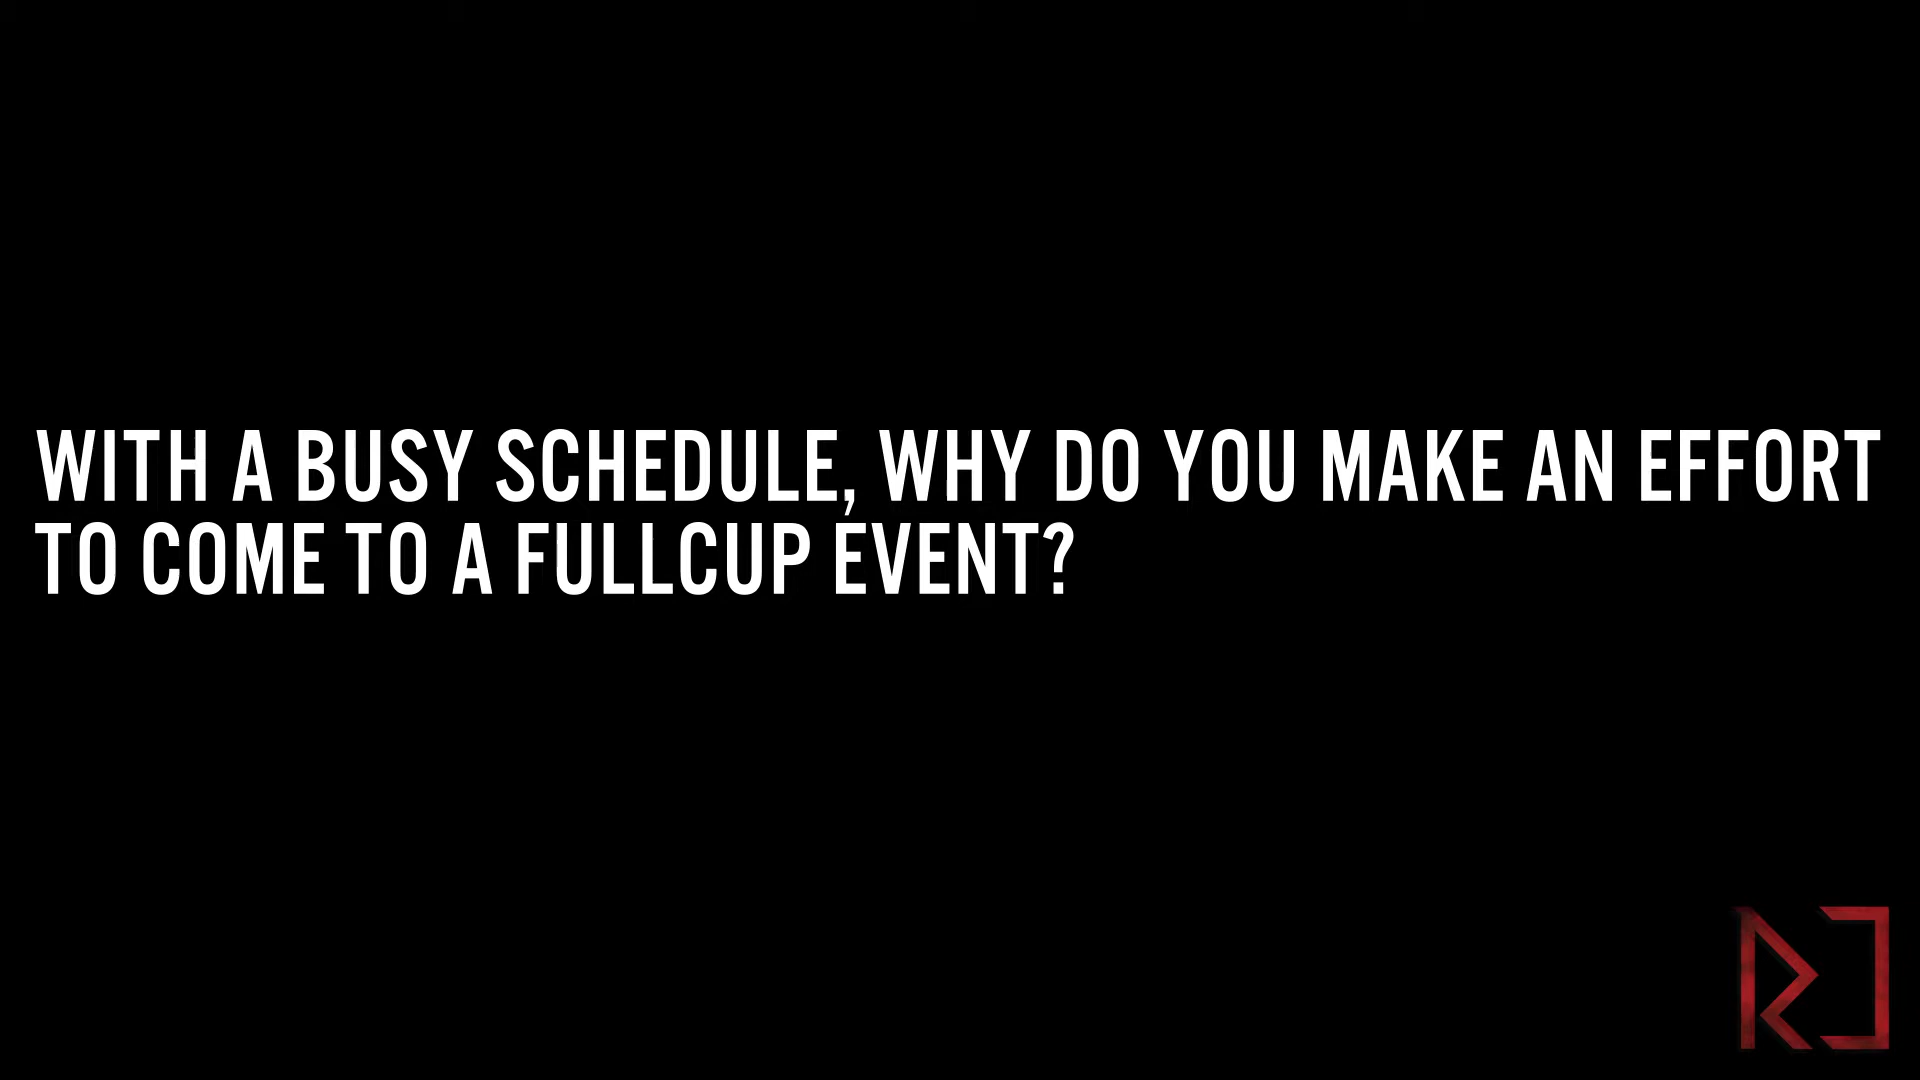 WITH A BUSY SCHEDULE, WHY DO YOU MAKE AN EFFORT
TO COME TO A FULLCUP EVENT?